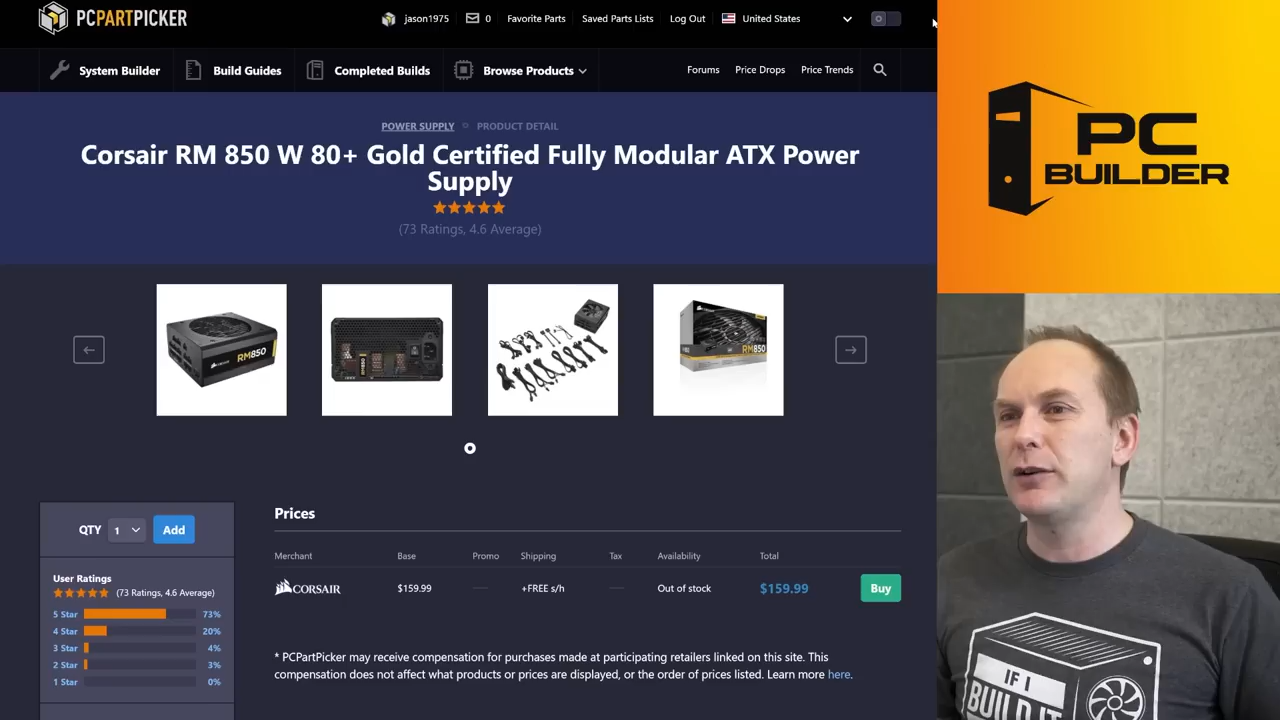 PCPARTPICKER
jason1975
0
Favorite Parts
Saved Parts Lists
Log Out
United States
System Builder
Build Guides
Completed Builds
Browse Products
Forums
Price Drops
Price Trends
POWER SUPPLY
PRODUCT DETAIL
Corsair RM 850 W 80+ Gold Certified Fully Modular ATX Power
Supply
(73 Ratings, 4.6 Average)
RM850
RM850
QTY 1 Add
User Ratings
(73 Ratings, 4.6 Average)
5 Star 73%
4 Star 20%
3 Star 4%
2 Star 3%
1 Star 0%
Prices
Merchant Base Promo Shipping Tax Availability Total
CORSAIR $159.99 +FREE s/h Out of stock $159.99 Buy
* PCPartPicker may receive compensation for purchases made at participating retailers linked on this site. This
compensation does not affect what products or prices are displayed, or the order of prices listed. Learn more here.
PC
BUILDER
IF I
BUILD IT